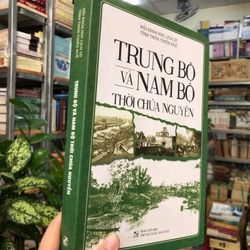 HỘI KHOA HỌC LỊCH SỬ
TỈNH THỪA THIÊN HUẾ
TRUNG BỘ
VÀ NAM BỘ
THỜI CHÚA NGUYỄN
TRUNG BỘ VÀ NAM BỘ THỜI CHÚA NGUYỄN